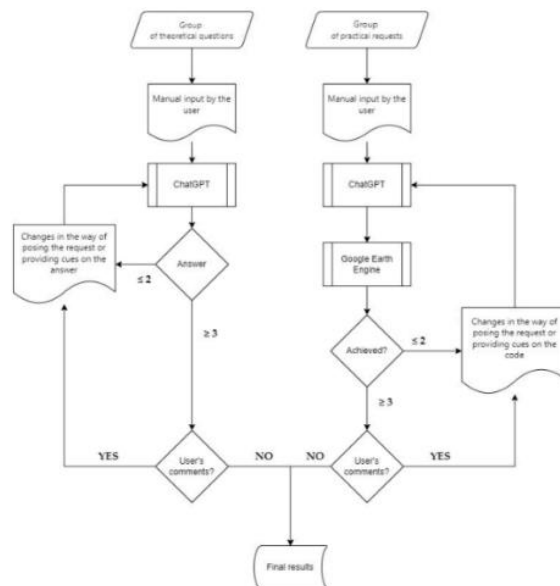 Group
of theoretical questions
Group
of practical requests
Manual input by the
user
Manual input by the
user
ChatGPT
ChatGPT
Changes in the way of
posing the request or
providing cues on the
answer
≤ 2
Answer
Google Earth
Engine
≥ 3
Achieved?
≤ 2
Changes in the way of
posing the request or
providing cues on the
code
≥ 3
YES
User's
comments?
NO
NO
User's
comments?
YES
Final results